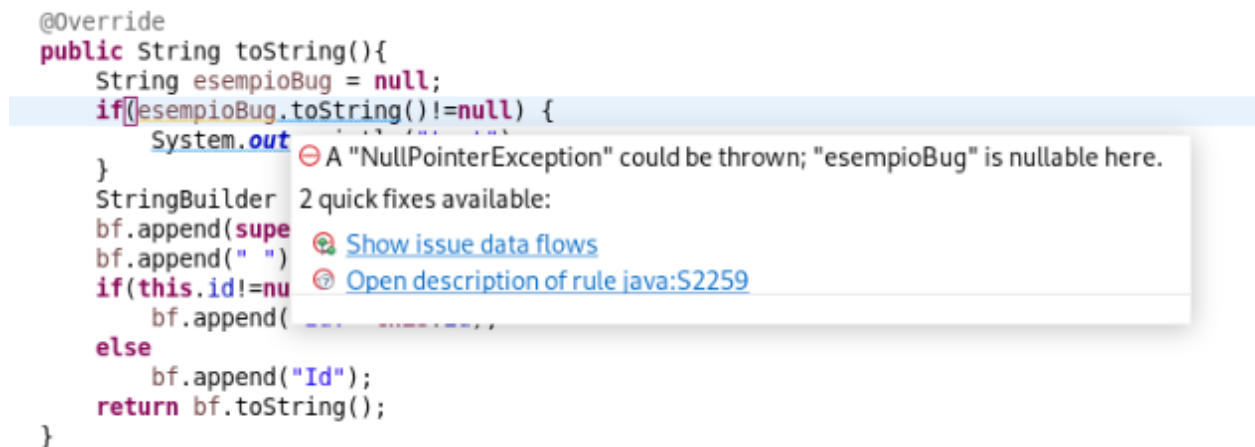 @Override
public String toString(){
String esempioBug = null;
if(esempioBug.toString()!=null) {
System.out
A "NullPointerException" could be thrown; "esempioBug" is nullable here.
}
StringBuilder
2 quick fixes available:
bf.append(supe
Show issue data flows
bf.append(" ")
Open description of rule java:S2259
if(this.id!=nu
bf.append(
else
bf.append("Id");
return bf.toString();
}